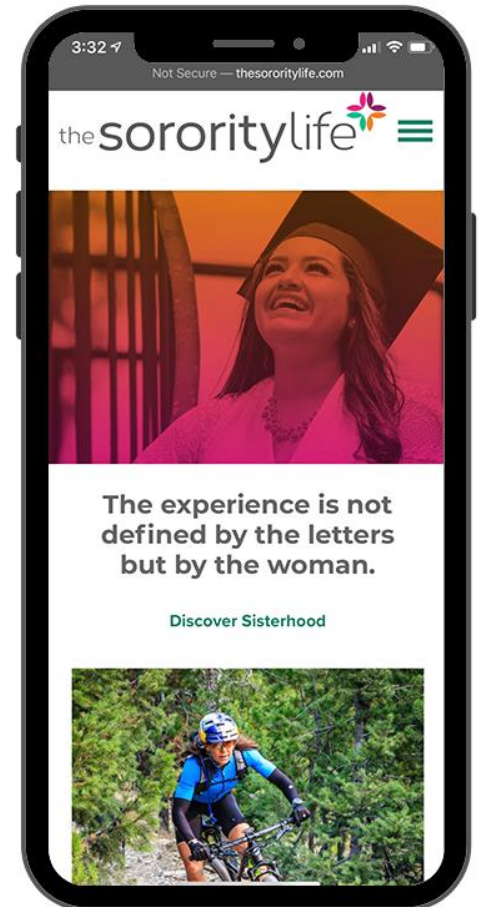 3:32
Not Secure — thesororitylife.com
the sororitylife
The experience is not
defined by the letters
but by the woman.
Discover Sisterhood